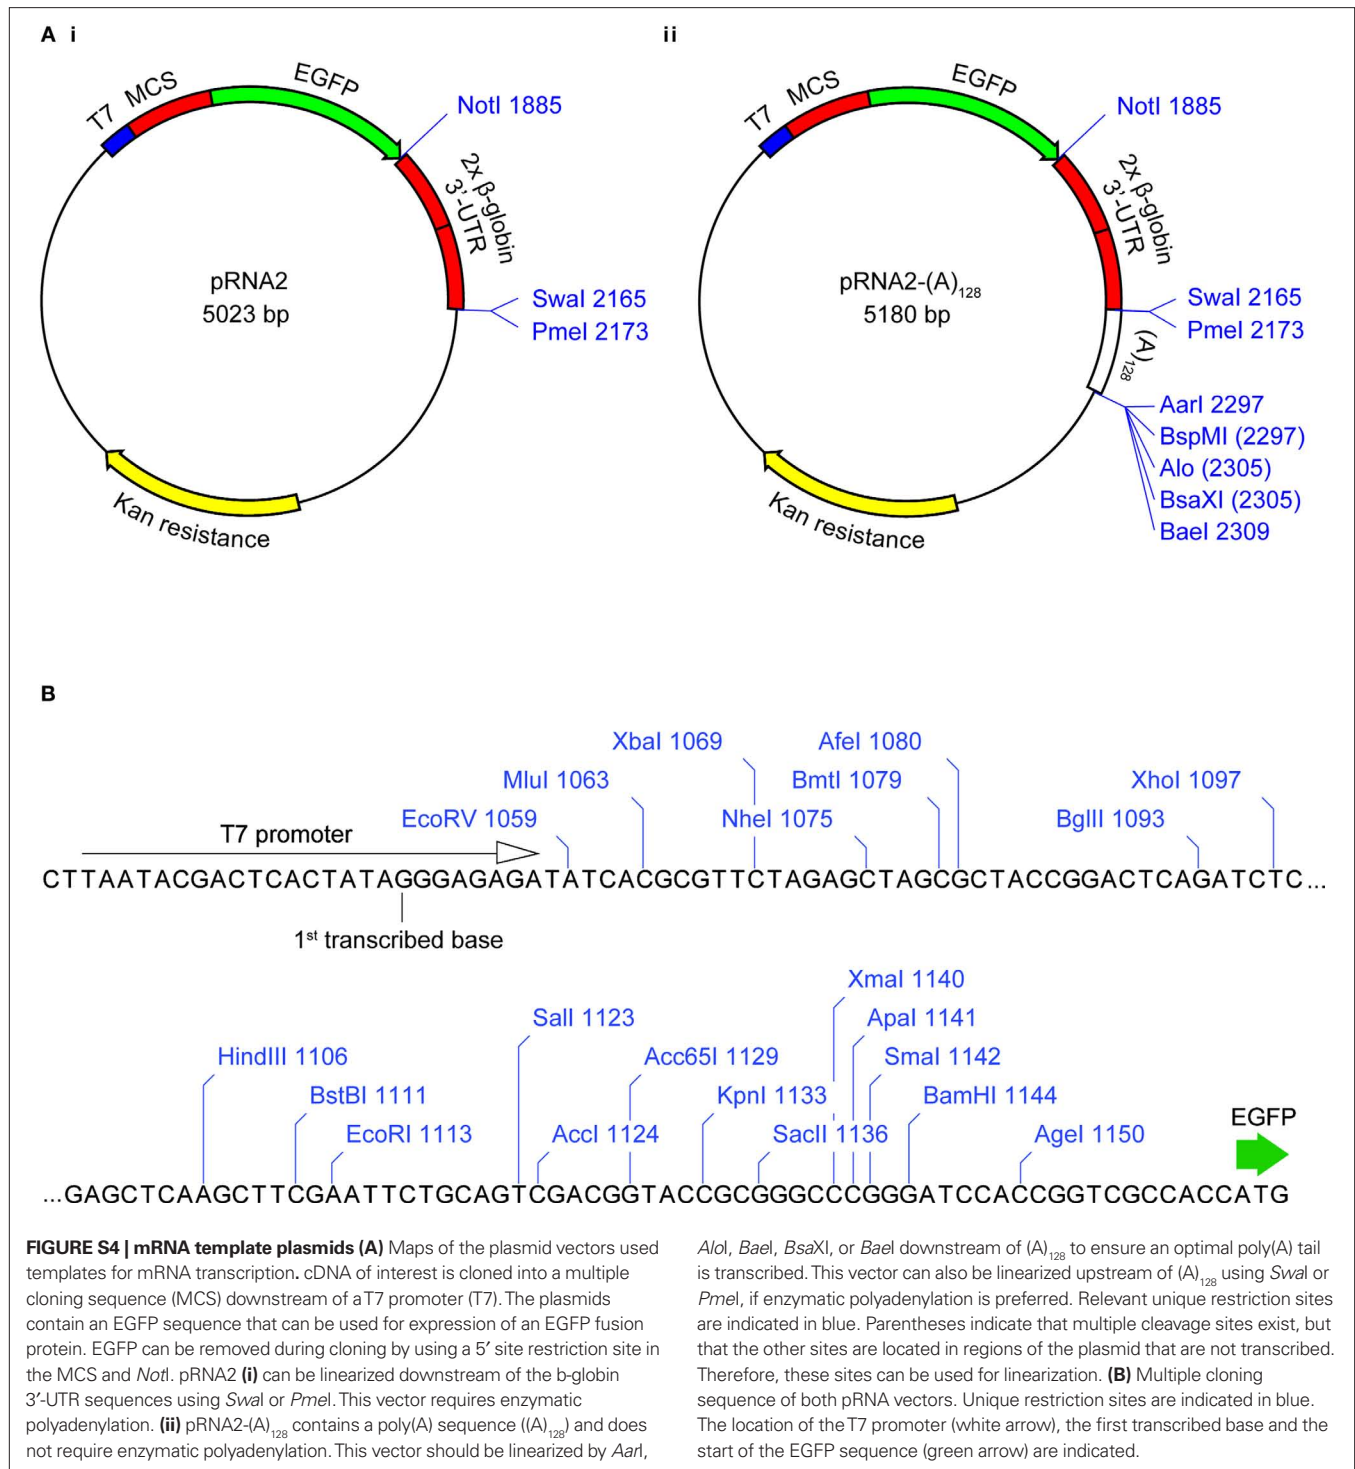 A i
T7
MCS
EGFP
NotI 1885
2x β-globin
3’-UTR
pRNA2
5023 bp
SwaI 2165
PmeI 2173
Kan resistance
ii
T7
MCS
EGFP
NotI 1885
2x β-globin
3’-UTR
pRNA2-(A)128
5180 bp
SwaI 2165
PmeI 2173
(A)128
AarI 2297
BspMI (2297)
Alo (2305)
BsaXI (2305)
BaeI 2309
Kan resistance
B
XbaI 1069
AfeI 1080
MluI 1063
BmtI 1079
XhoI 1097
EcoRV 1059
NheI 1075
BglII 1093
T7 promoter
CTTAATACGACTCACTATAGGGAGAGATATCACGCGTTCTAGAGCTAGCGCTACCGGACTCAGATCTC...
1st transcribed base
XmaI 1140
SalI 1123
ApaI 1141
HindIII 1106
Acc65I 1129
SmaI 1142
BstBI 1111
KpnI 1133
BamHI 1144
EcoRI 1113
AccI 1124
SacII 1136
AgeI 1150
EGFP
...GAGCTCAAGCTTCGAATTCTGCAGTCGACGGTACCGCGGGCCCGGGATCCACCGGTCGCCACCATG
FIGURE S4 | mRNA template plasmids (A) Maps of the plasmid vectors used
templates for mRNA transcription. cDNA of interest is cloned into a multiple
cloning sequence (MCS) downstream of a T7 promoter (T7). The plasmids
contain an EGFP sequence that can be used for expression of an EGFP fusion
protein. EGFP can be removed during cloning by using a 5′ site restriction site in
the MCS and NotI. pRNA2 (i) can be linearized downstream of the b-globin
3′-UTR sequences using SwaI or PmeI. This vector requires enzymatic
polyadenylation. (ii) pRNA2-(A)128 contains a poly(A) sequence ((A)128) and does
not require enzymatic polyadenylation. This vector should be linearized by AarI,
AloI, BaeI, BsaXI, or BaeI downstream of (A)128 to ensure an optimal poly(A) tail
is transcribed. This vector can also be linearized upstream of (A)128 using SwaI or
PmeI, if enzymatic polyadenylation is preferred. Relevant unique restriction sites
are indicated in blue. Parentheses indicate that multiple cleavage sites exist, but
that the other sites are located in regions of the plasmid that are not transcribed.
Therefore, these sites can be used for linearization. (B) Multiple cloning
sequence of both pRNA vectors. Unique restriction sites are indicated in blue.
The location of the T7 promoter (white arrow), the first transcribed base and the
start of the EGFP sequence (green arrow) are indicated.